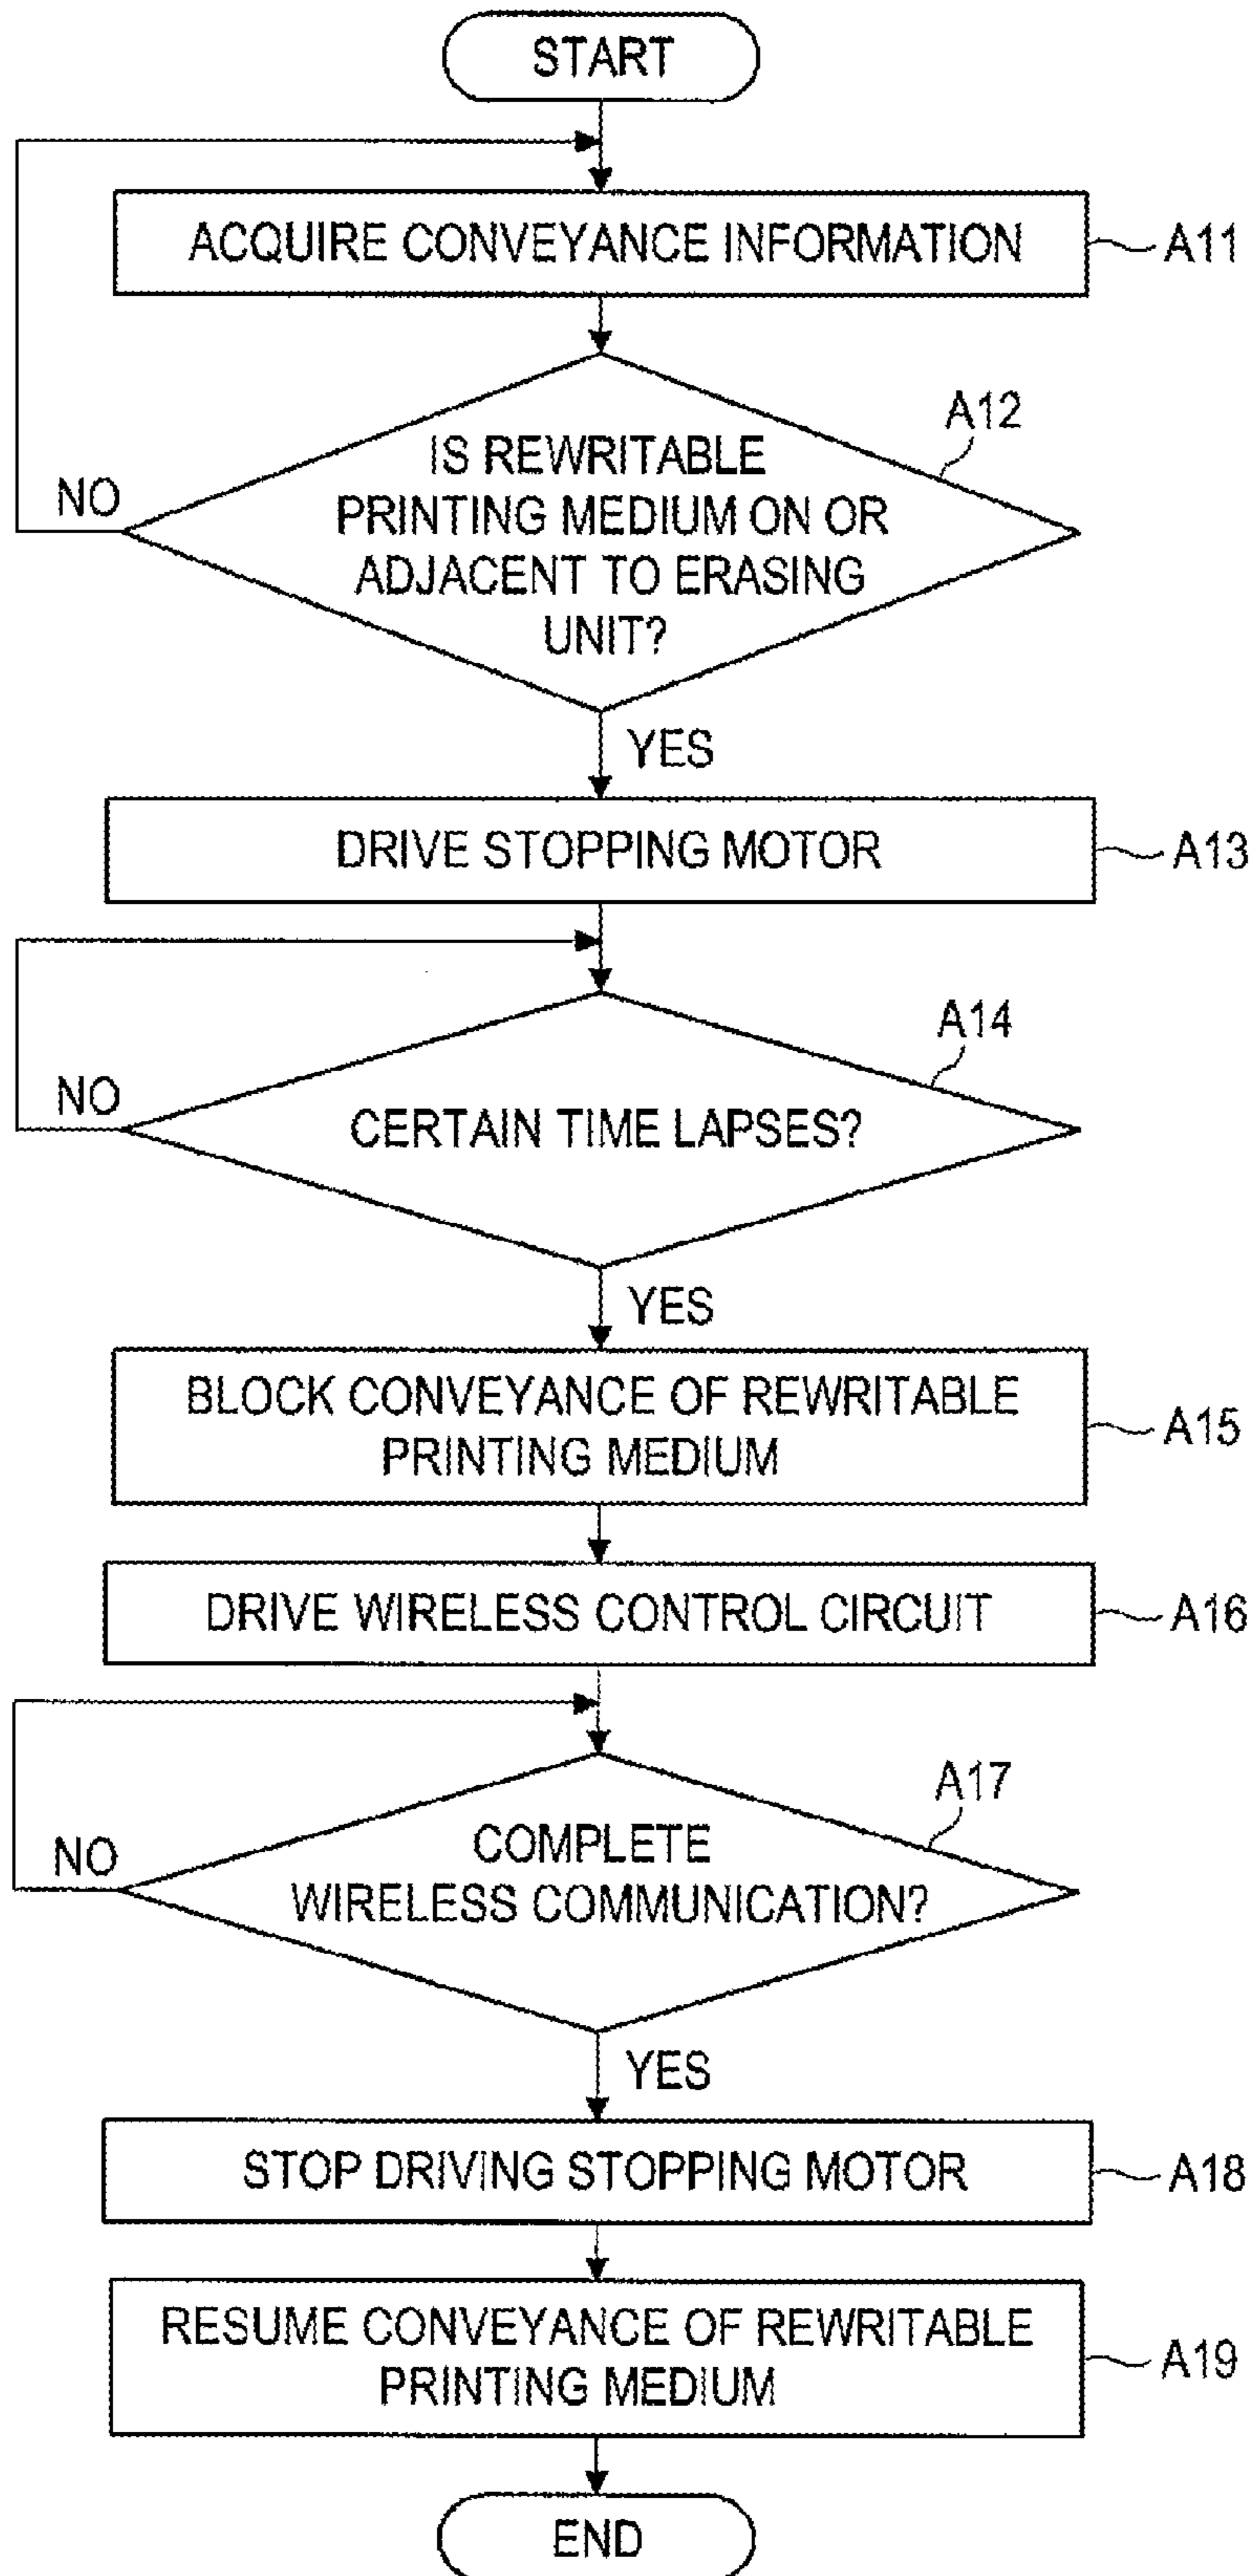 START
ACQUIRE CONVEYANCE INFORMATION
A11
A12
IS REWRITABLE
PRINTING MEDIUM ON OR
ADJACENT TO ERASING
UNIT?
NO
YES
DRIVE STOPPING MOTOR
A13
A14
NO
CERTAIN TIME LAPSES?
YES
BLOCK CONVEYANCE OF REWRITABLE
PRINTING MEDIUM
A15
DRIVE WIRELESS CONTROL CIRCUIT
A16
A17
COMPLETE
WIRELESS COMMUNICATION?
NO
YES
STOP DRIVING STOPPING MOTOR
A18
RESUME CONVEYANCE OF REWRITABLE
PRINTING MEDIUM
A19
END